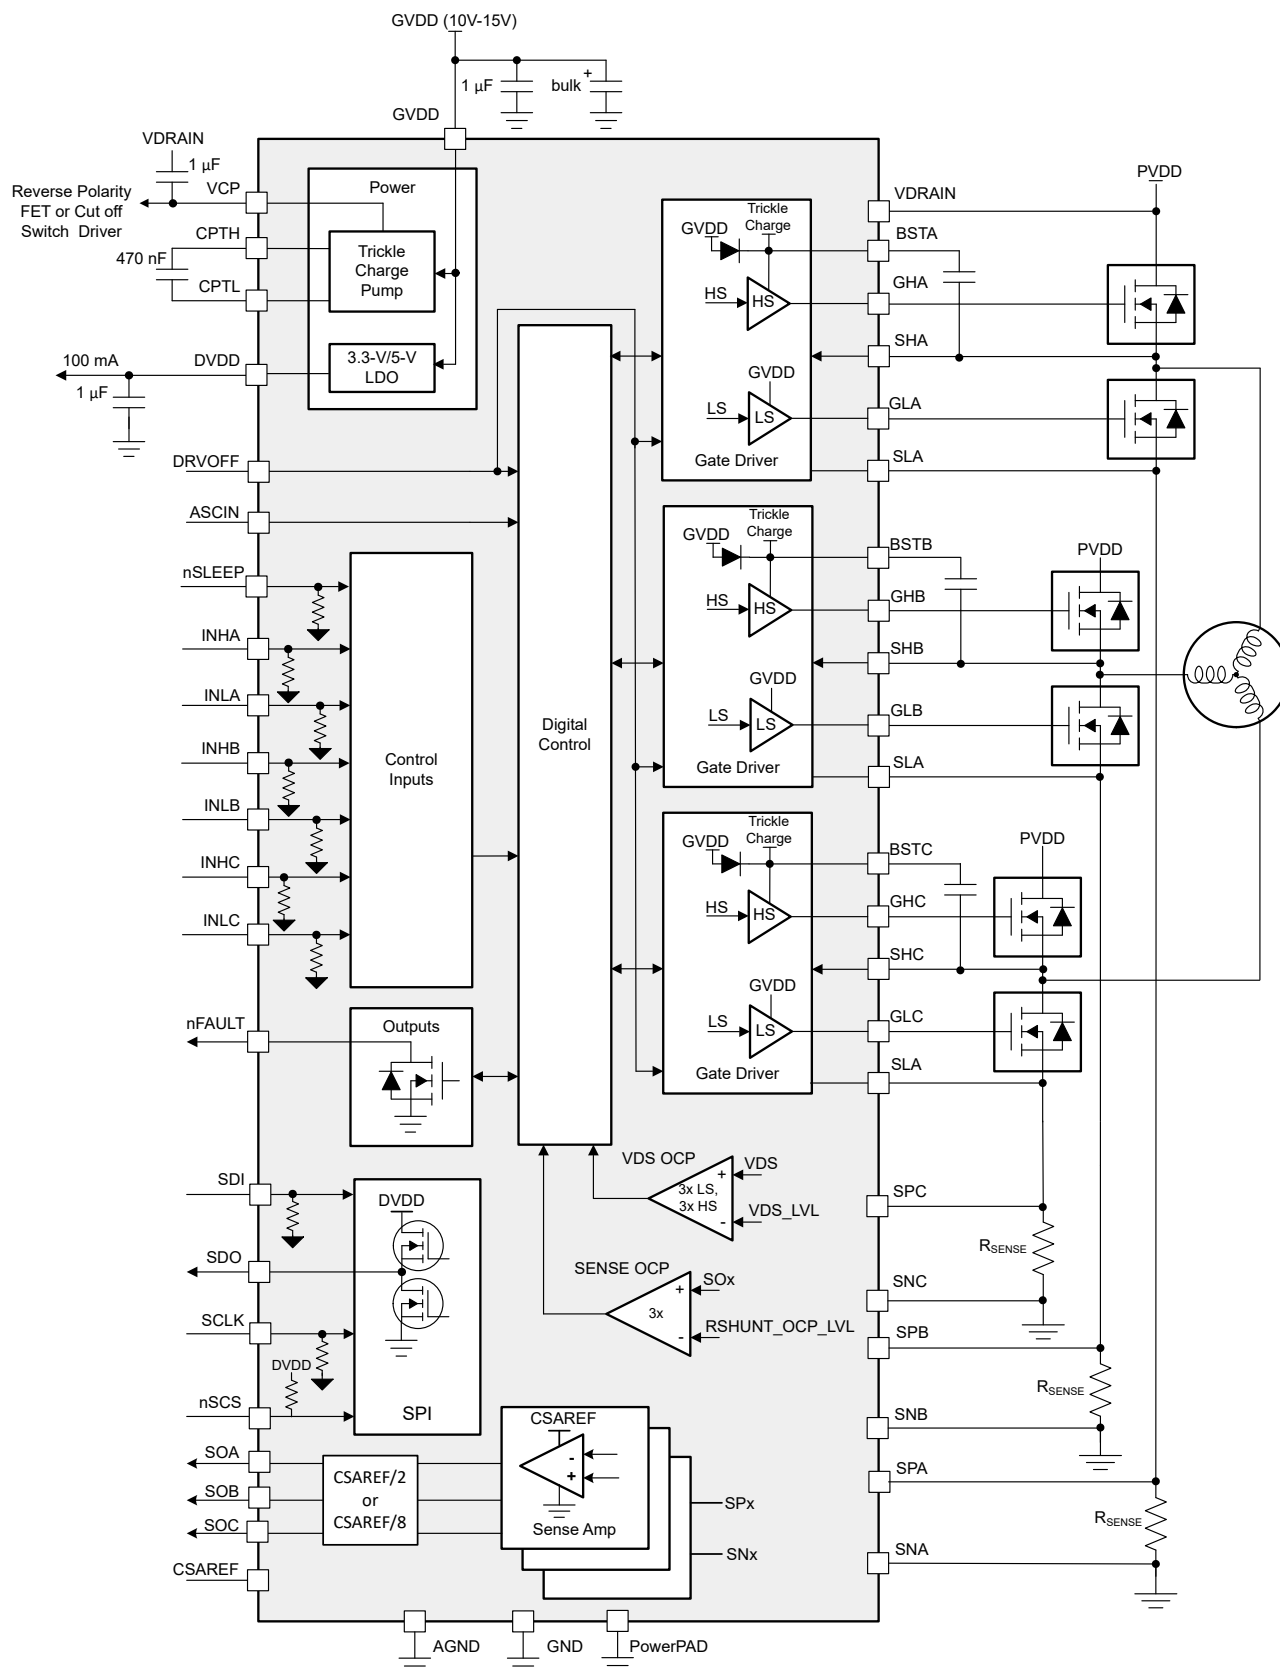 GVDD (10V-15V)
1 µF
bulk
+
GVDD
VDRAIN
1 µF
VCP
Reverse Polarity
FET or Cut off
Switch Driver
CPTH
470 nF
CPTL
Power
Trickle
Charge
Pump
100 mA
DVDD
1 µF
3.3-V/5-V
LDO
DRVOFF
ASCIN
nSLEEP
INHA
INLA
INHB
INLB
INHC
INLC
Control
Inputs
Digital
Control
nFAULT
Outputs
SDI
SDO
SCLK
DVDD
nSCS
DVDD
SPI
SOA
SOB
SOC
CSAREF
CSAREF/2
or
CSAREF/8
CSAREF
-
+
Sense Amp
SPx
SNx
VDS OCP
3x LS,
3x HS
+
-
VDS
VDS_LVL
SENSE OCP
3x
+
-
SOx
RSHUNT_OCP_LVL
Trickle
Charge
GVDD
HS
HS
GVDD
LS
LS
Gate Driver
Trickle
Charge
GVDD
HS
HS
GVDD
LS
LS
Gate Driver
Trickle
Charge
GVDD
HS
HS
GVDD
LS
LS
Gate Driver
VDRAIN
PVDD
BSTA
GHA
SHA
GLA
SLA
BSTB
PVDD
GHB
SHB
GLB
SLA
BSTC
PVDD
GHC
SHC
GLC
SLA
SPC
RSENSE
SNC
SPB
RSENSE
SNB
SPA
RSENSE
SNA
AGND
GND
PowerPAD